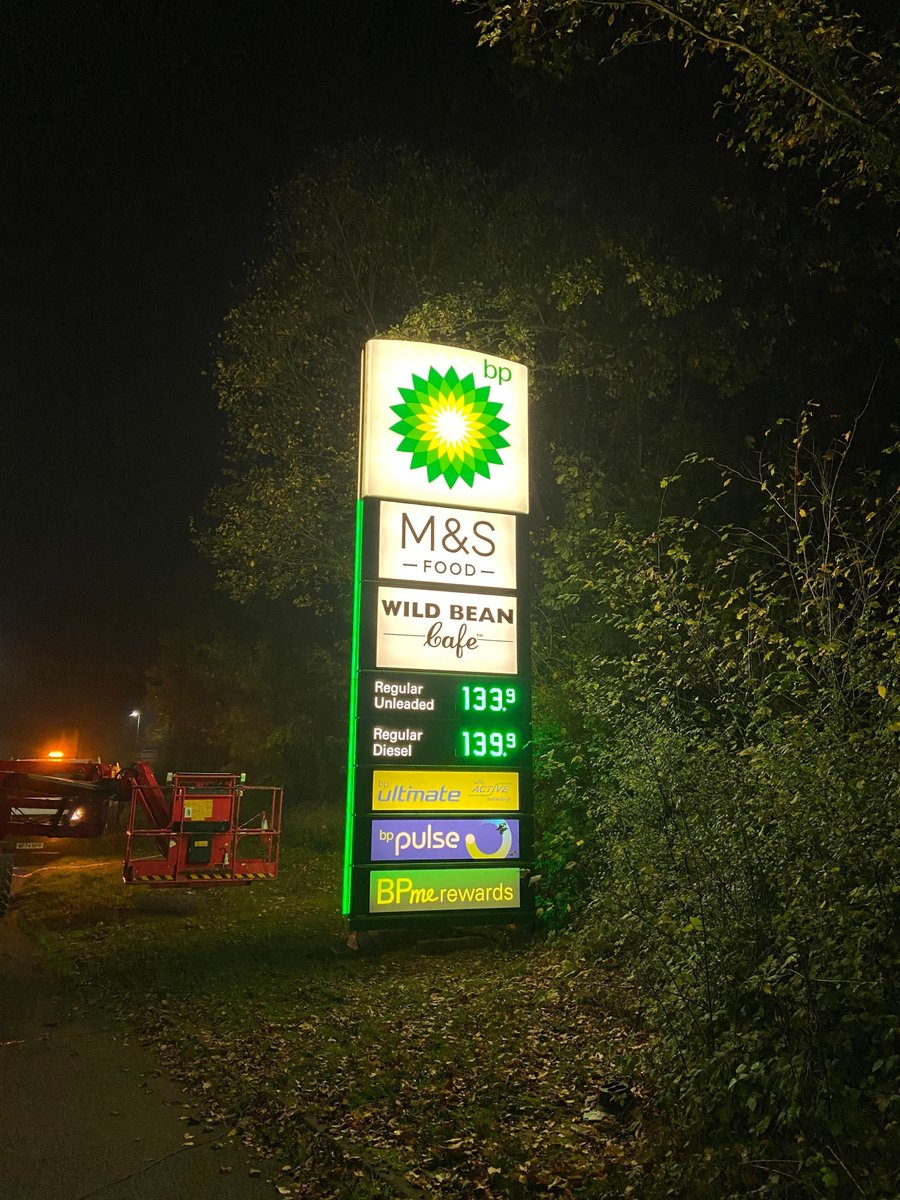 bp
M&S
FOOD
WILD BEAN
Cafe™
Regular
Unleaded
133.9
Regular
Diesel
139.9
bp
ultimate
with
ACTIVE
technology
bp pulse
BPme rewards